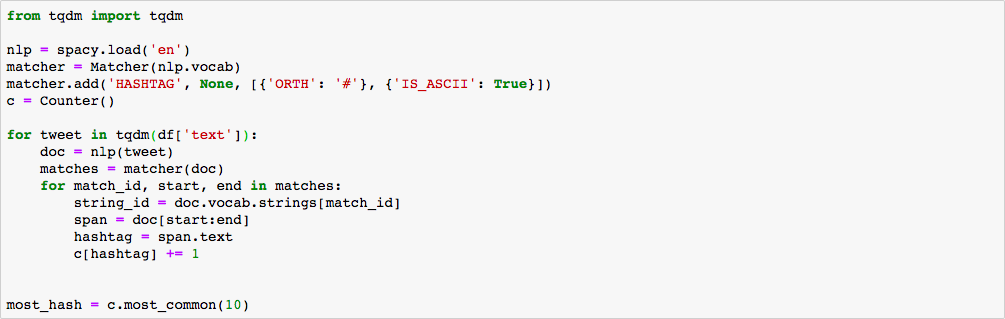 from tqdm import tqdm
nlp = spacy.load('en')
matcher = Matcher(nlp.vocab)
matcher.add('HASHTAG', None, [{'ORTH': '#'}, {'IS_ASCII': True}])
c = Counter()
for tweet in tqdm(df['text']):
    doc = nlp(tweet)
    matches = matcher(doc)
    for match_id, start, end in matches:
        string_id = doc.vocab.strings[match_id]
        span = doc[start:end]
        hashtag = span.text
        c[hashtag] += 1
most_hash = c.most_common(10)